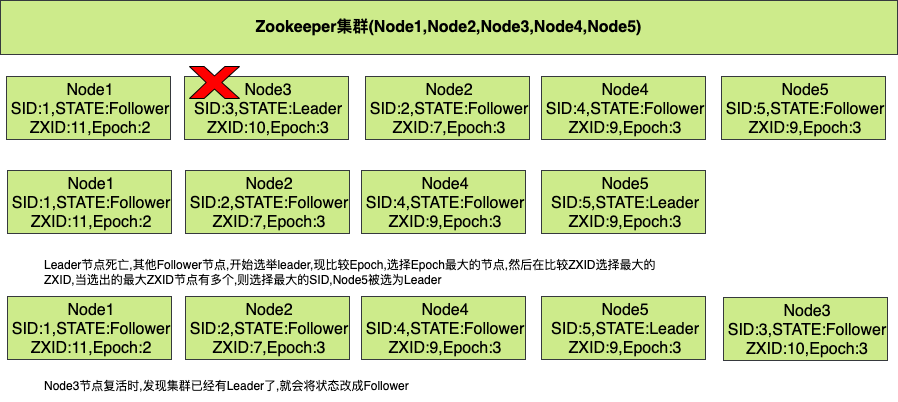 Zookeeper集群(Node1,Node2,Node3,Node4,Node5)
Node1
SID:1,STATE:Follower
ZXID:11,Epoch:2
Node3
SID:3,STATE:Leader
ZXID:10,Epoch:3
Node2
SID:2,STATE:Follower
ZXID:7,Epoch:3
Node4
SID:4,STATE:Follower
ZXID:9,Epoch:3
Node5
SID:5,STATE:Follower
ZXID:9,Epoch:3
Node1
SID:1,STATE:Follower
ZXID:11,Epoch:2
Node2
SID:2,STATE:Follower
ZXID:7,Epoch:3
Node4
SID:4,STATE:Follower
ZXID:9,Epoch:3
Node5
SID:5,STATE:Leader
ZXID:9,Epoch:3
Leader节点死亡,其他Follower节点,开始选举leader,现比较Epoch,选择Epoch最大的节点,然后在比较ZXID选择最大的
ZXID,当选出的最大ZXID节点有多个,则选择最大的SID,Node5被选为Leader
Node1
SID:1,STATE:Follower
ZXID:11,Epoch:2
Node2
SID:2,STATE:Follower
ZXID:7,Epoch:3
Node4
SID:4,STATE:Follower
ZXID:9,Epoch:3
Node5
SID:5,STATE:Leader
ZXID:9,Epoch:3
Node3
SID:3,STATE:Follower
ZXID:10,Epoch:3
Node3节点复活时,发现集群已经有Leader了,就会将状态改成Follower